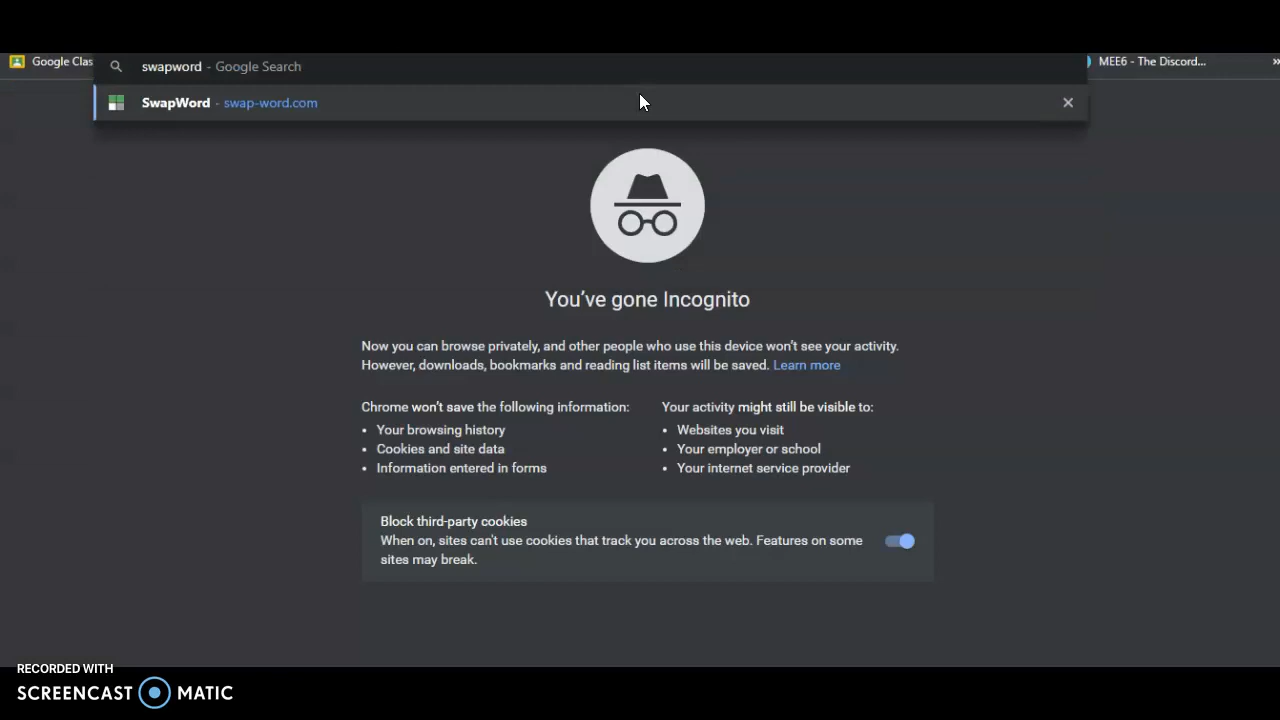 Google Clas
swapword - Google Search
MEE6 - The Discord...
SwapWord - swap-word.com
You've gone Incognito
Now you can browse privately, and other people who use this device won't see your activity.
However, downloads, bookmarks and reading list items will be saved. Learn more
Chrome won't save the following information:
• Your browsing history
• Cookies and site data
• Information entered in forms
Your activity might still be visible to:
• Websites you visit
• Your employer or school
• Your internet service provider
Block third-party cookies
When on, sites can't use cookies that track you across the web. Features on some
sites may break.
RECORDED WITH
SCREENCAST MATIC